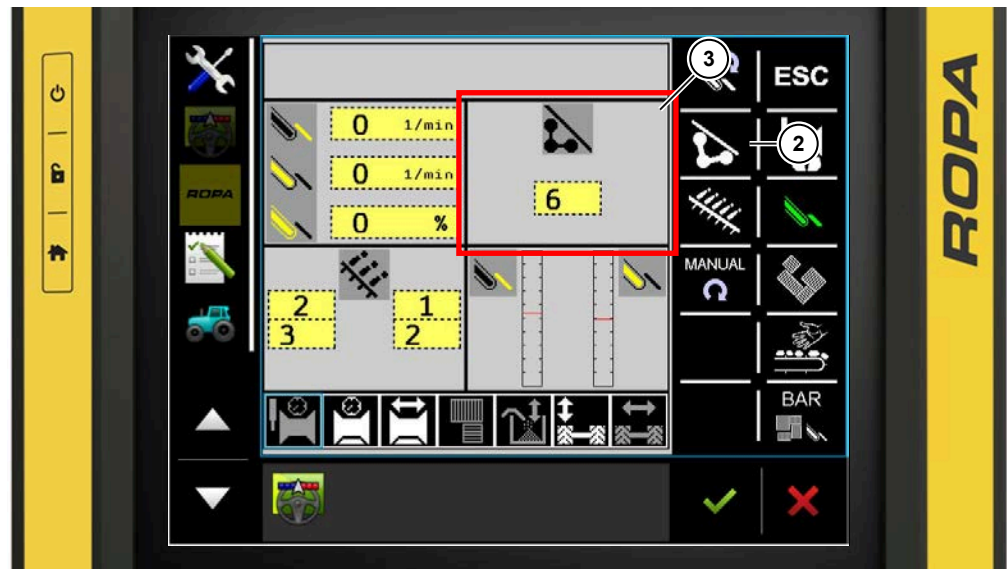 3
ESC
0 1/min
2
0 1/min
6
ROPA
0 %
MANUAL
2 1
3 2
BAR
ROPA